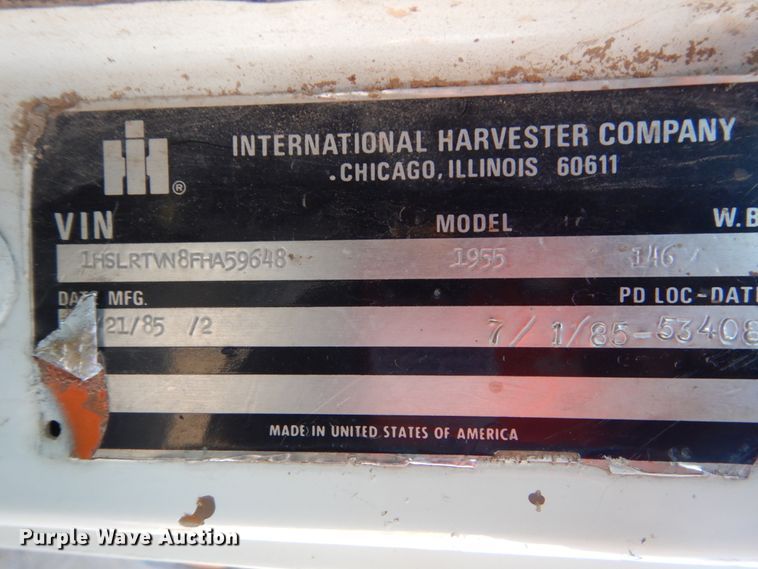 INTERNATIONAL HARVESTER COMPANY
CHICAGO, ILLINOIS 60611
VIN MODEL W.B
1HSLRTVN8FHA59648 1955 146
DATE MFG. PD LOC-DATE
21/85 /2 7/ 1/85-53408
MADE IN UNITED STATES OF AMERICA
Purple Wave Auction